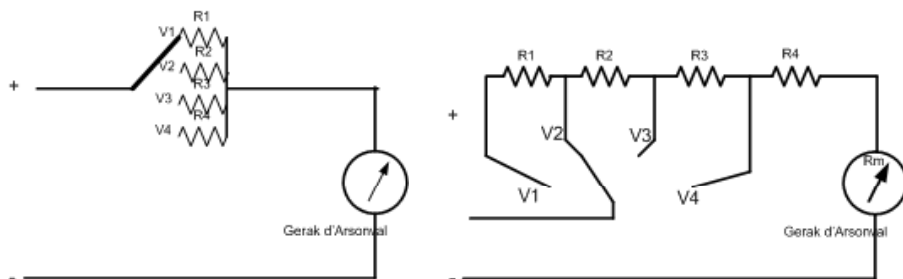 R1
V1
R2
V2
R3
V3
R4
V4
+
Gerak d'Arsonval
-
R1 R2 R3 R4
+
V2 V3
Rm
V1 V4
Gerak d'Arsonval
-